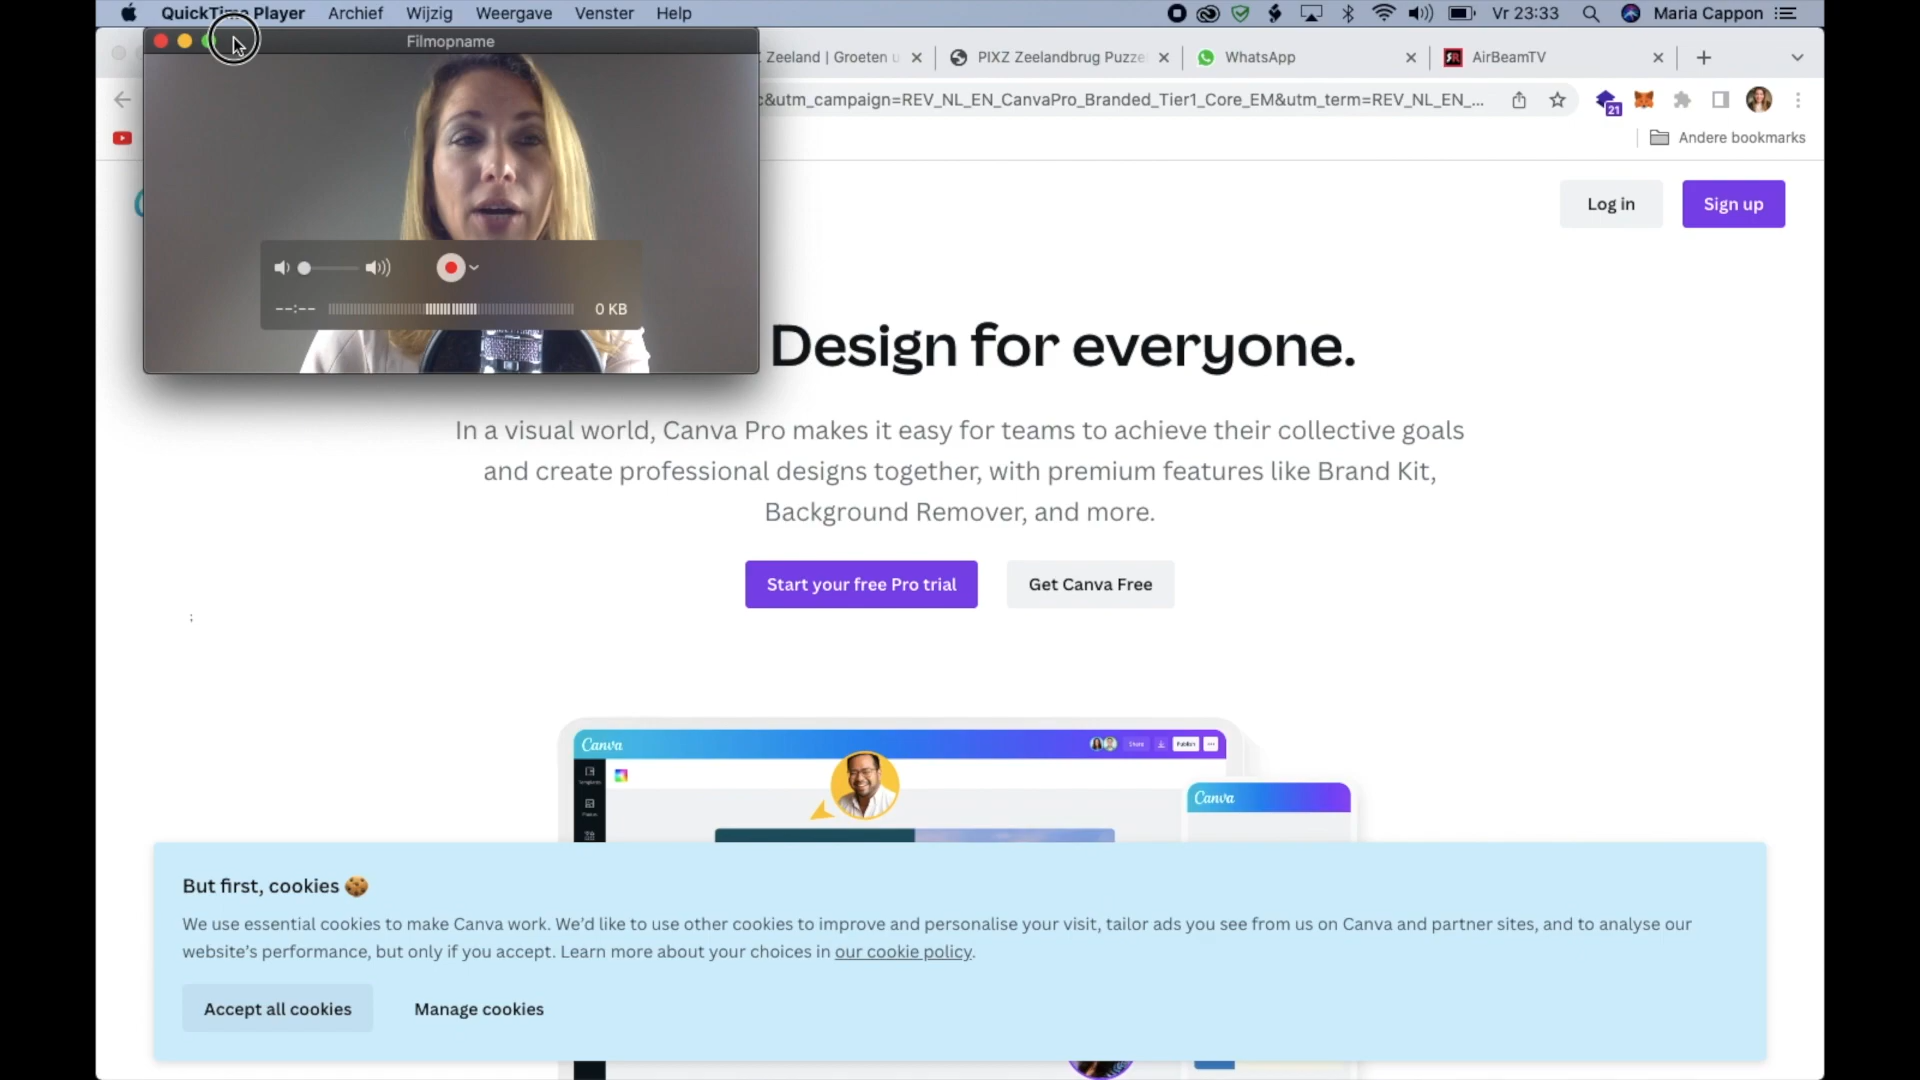 QuickTime Player Archief Wijzig Weergave Venster Help Vr 23:33 Maria Cappon
Filmopname
Zeeland | Groeten PIXZ Zeelandbrug Puzze WhatsApp AirBeamTV
c&utm_campaign=REV_NL_EN_CanvaPro_Branded_Tier1_Core_EM&utm_term=REV_NL_EN_... 21
Andere bookmarks
Log in Sign up
--:-- 0 KB
Design for everyone.
In a visual world, Canva Pro makes it easy for teams to achieve their collective goals
and create professional designs together, with premium features like Brand Kit,
Background Remover, and more.
Start your free Pro trial Get Canva Free
;
Canva Share Publish ...
Templates
Canva
Photos
But first, cookies
We use essential cookies to make Canva work. We’d like to use other cookies to improve and personalise your visit, tailor ads you see from us on Canva and partner sites, and to analyse our
website’s performance, but only if you accept. Learn more about your choices in our cookie policy.
Accept all cookies Manage cookies